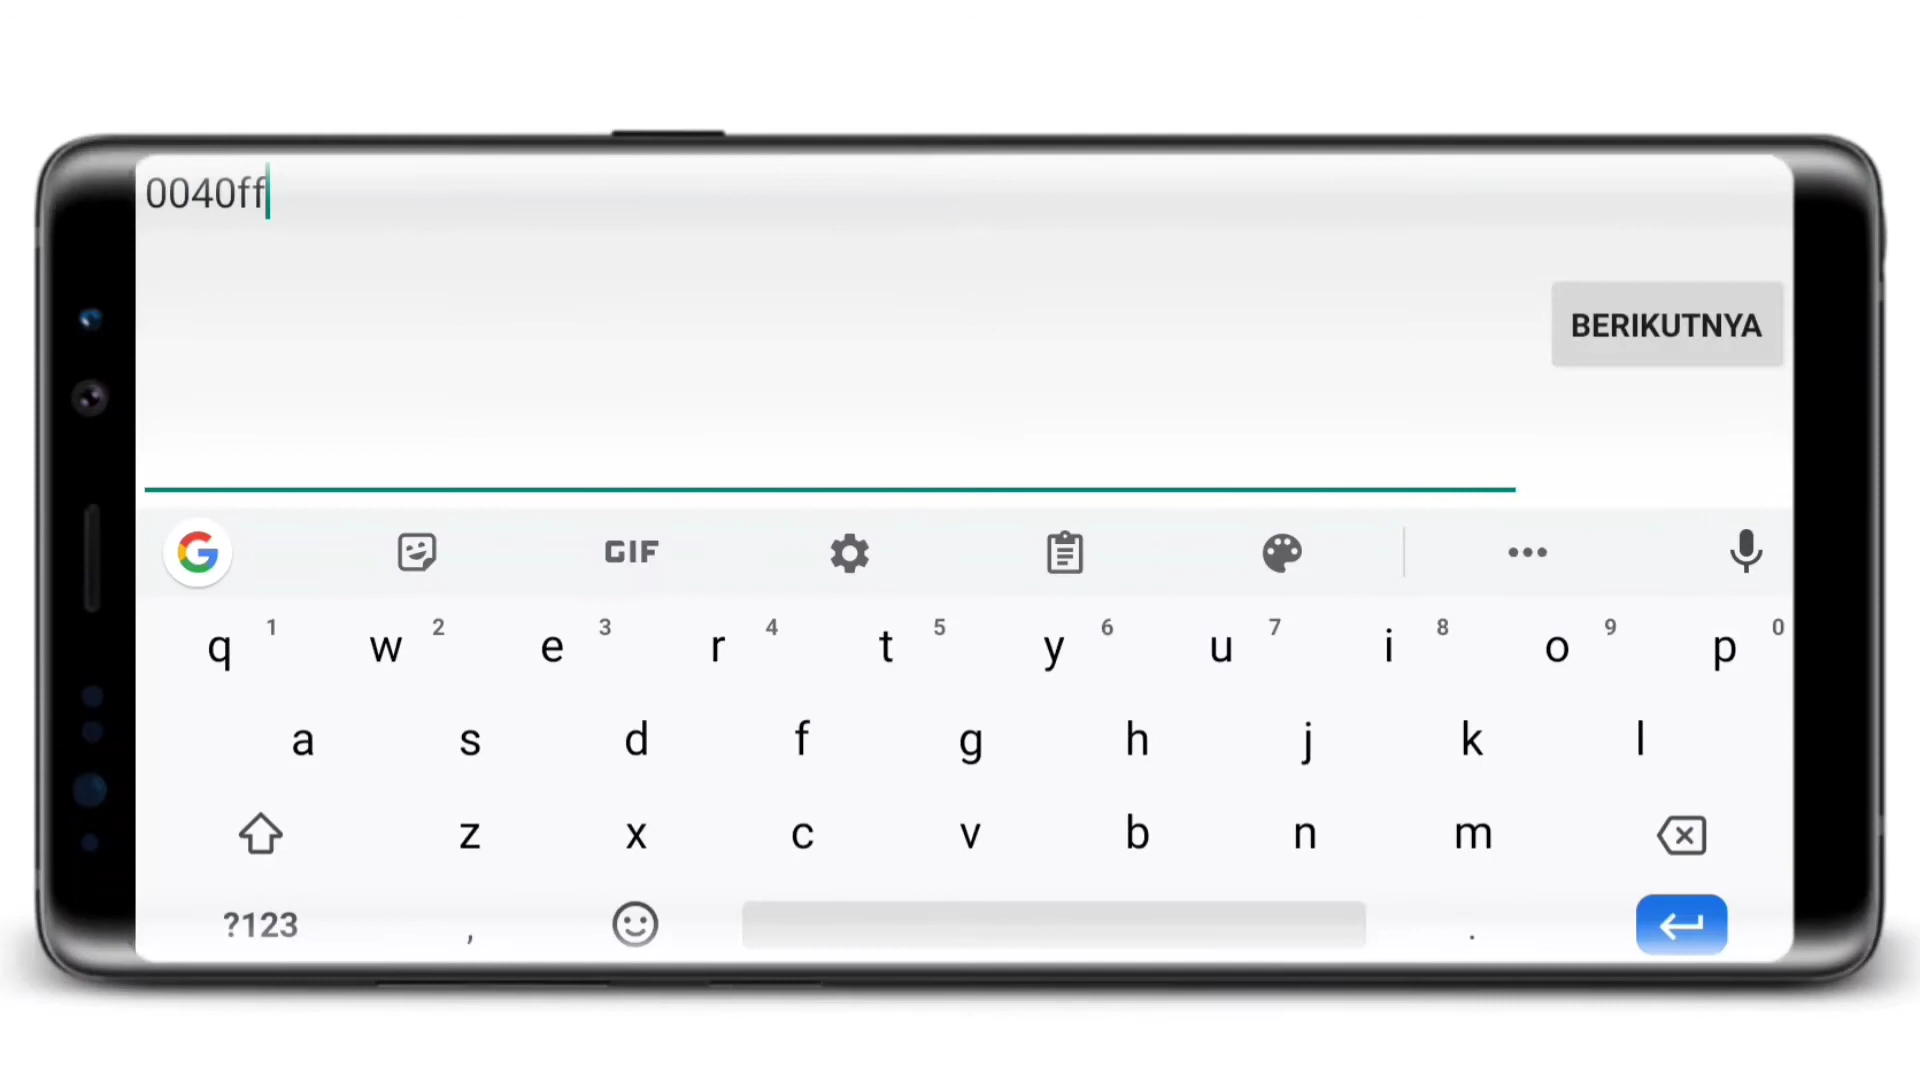 0040ff
BERIKUTNYA
G GIF
q 1 w 2 e 3 r 4 t 5 y 6 u 7 i 8 o 9 p 0
a s d f g h j k l
z x c v b n m
?123 , .